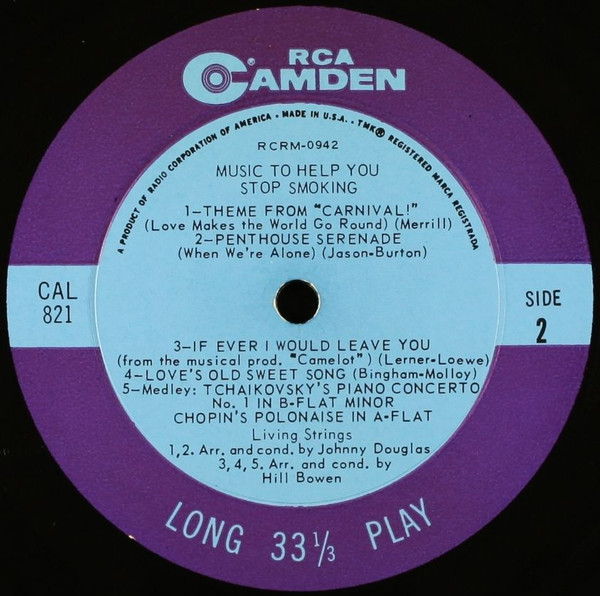 RCA
CAMDEN®
A PRODUCT OF RADIO CORPORATION OF AMERICA • MADE IN U.S.A. • TMK® REGISTERED MARCA REGISTRADA
RCRM-0942
MUSIC TO HELP YOU
STOP SMOKING
1—THEME FROM "CARNIVAL!"
(Love Makes the World Go Round) (Merrill)
2—PENTHOUSE SERENADE
(When We're Alone) (Jason-Burton)
CAL
821
SIDE
2
3—IF EVER I WOULD LEAVE YOU
(from the musical prod. "Camelot") (Lerner-Loewe)
4—LOVE'S OLD SWEET SONG (Bingham-Molloy)
5—Medley: TCHAIKOVSKY'S PIANO CONCERTO
No. 1 IN B-FLAT MINOR
CHOPIN'S POLONAISE IN A-FLAT
Living Strings
1,2. Arr. and cond. by Johnny Douglas
3, 4, 5. Arr. and cond. by
Hill Bowen
LONG 33 1/3 PLAY